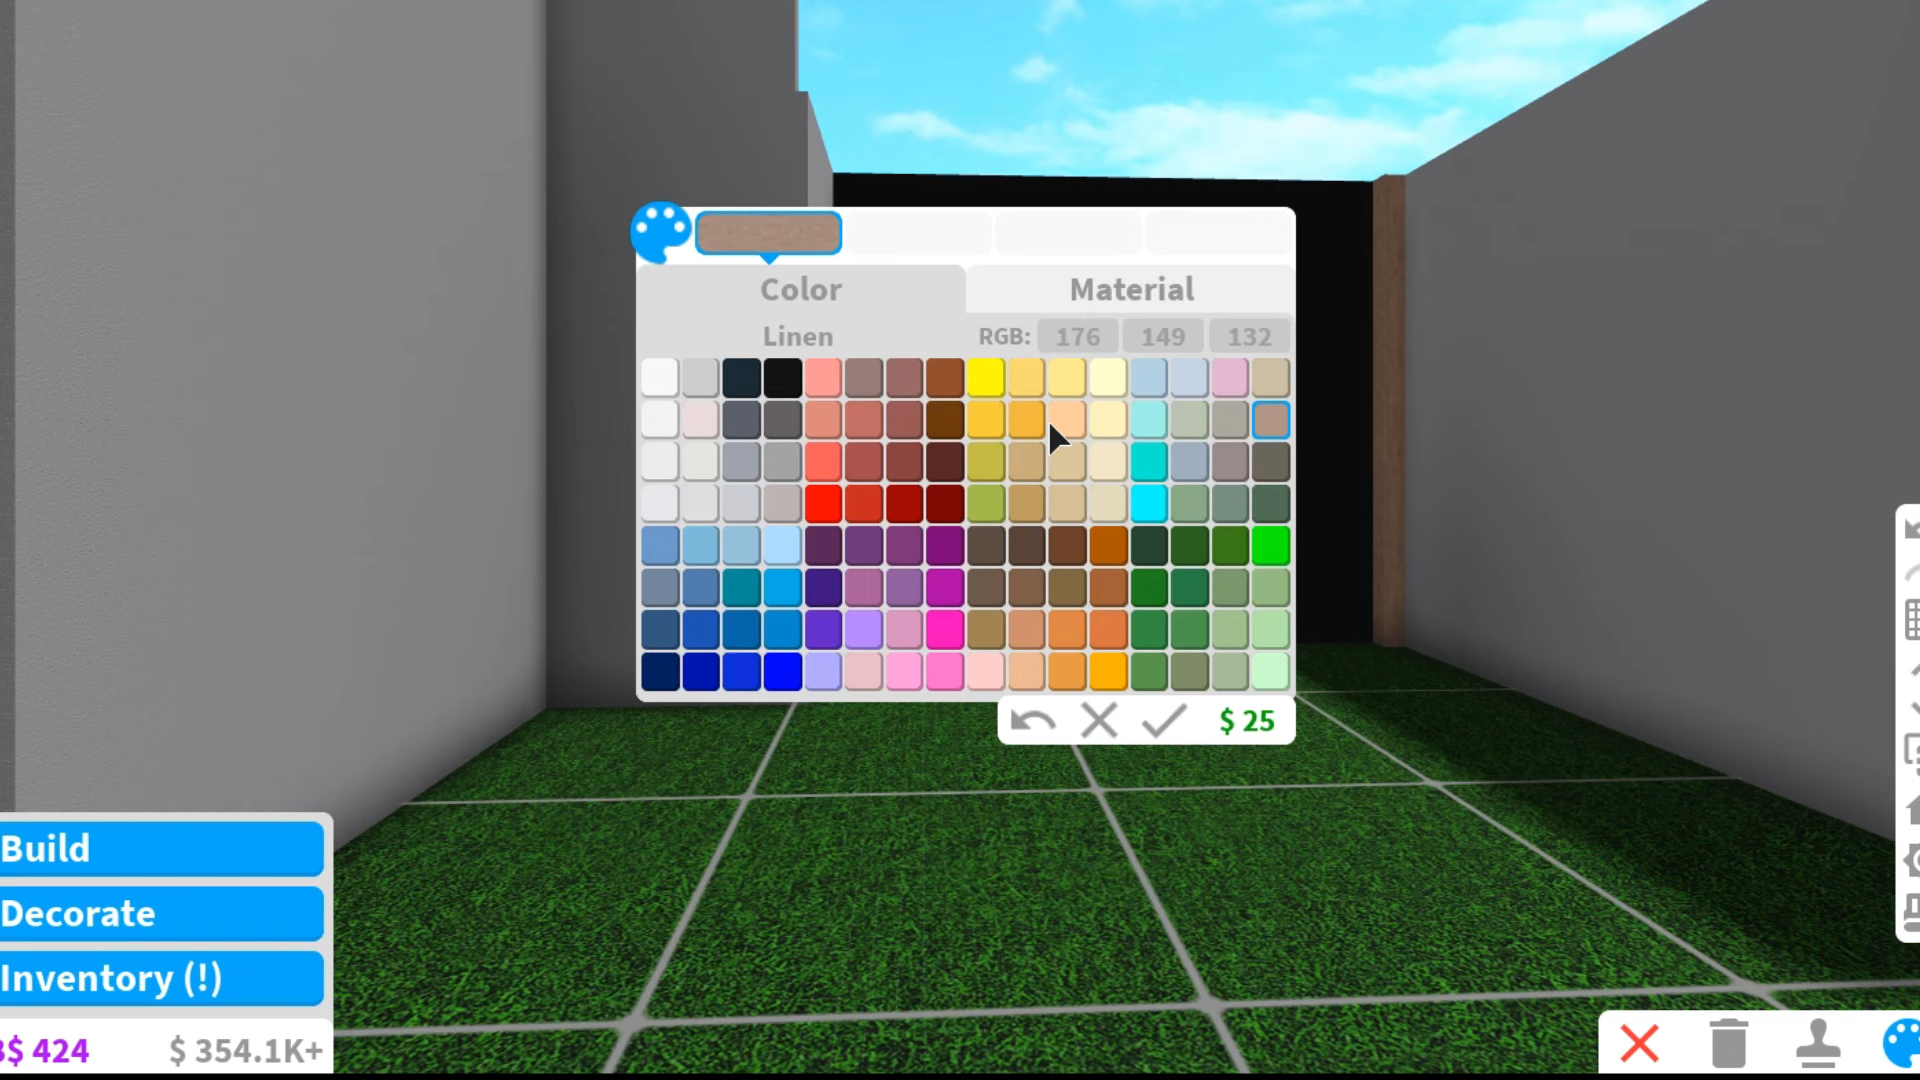 Color
Material
Linen
RGB: 176 149 132
$ 25
Build
Decorate
Inventory (!)
$ 424
$ 354.1K+